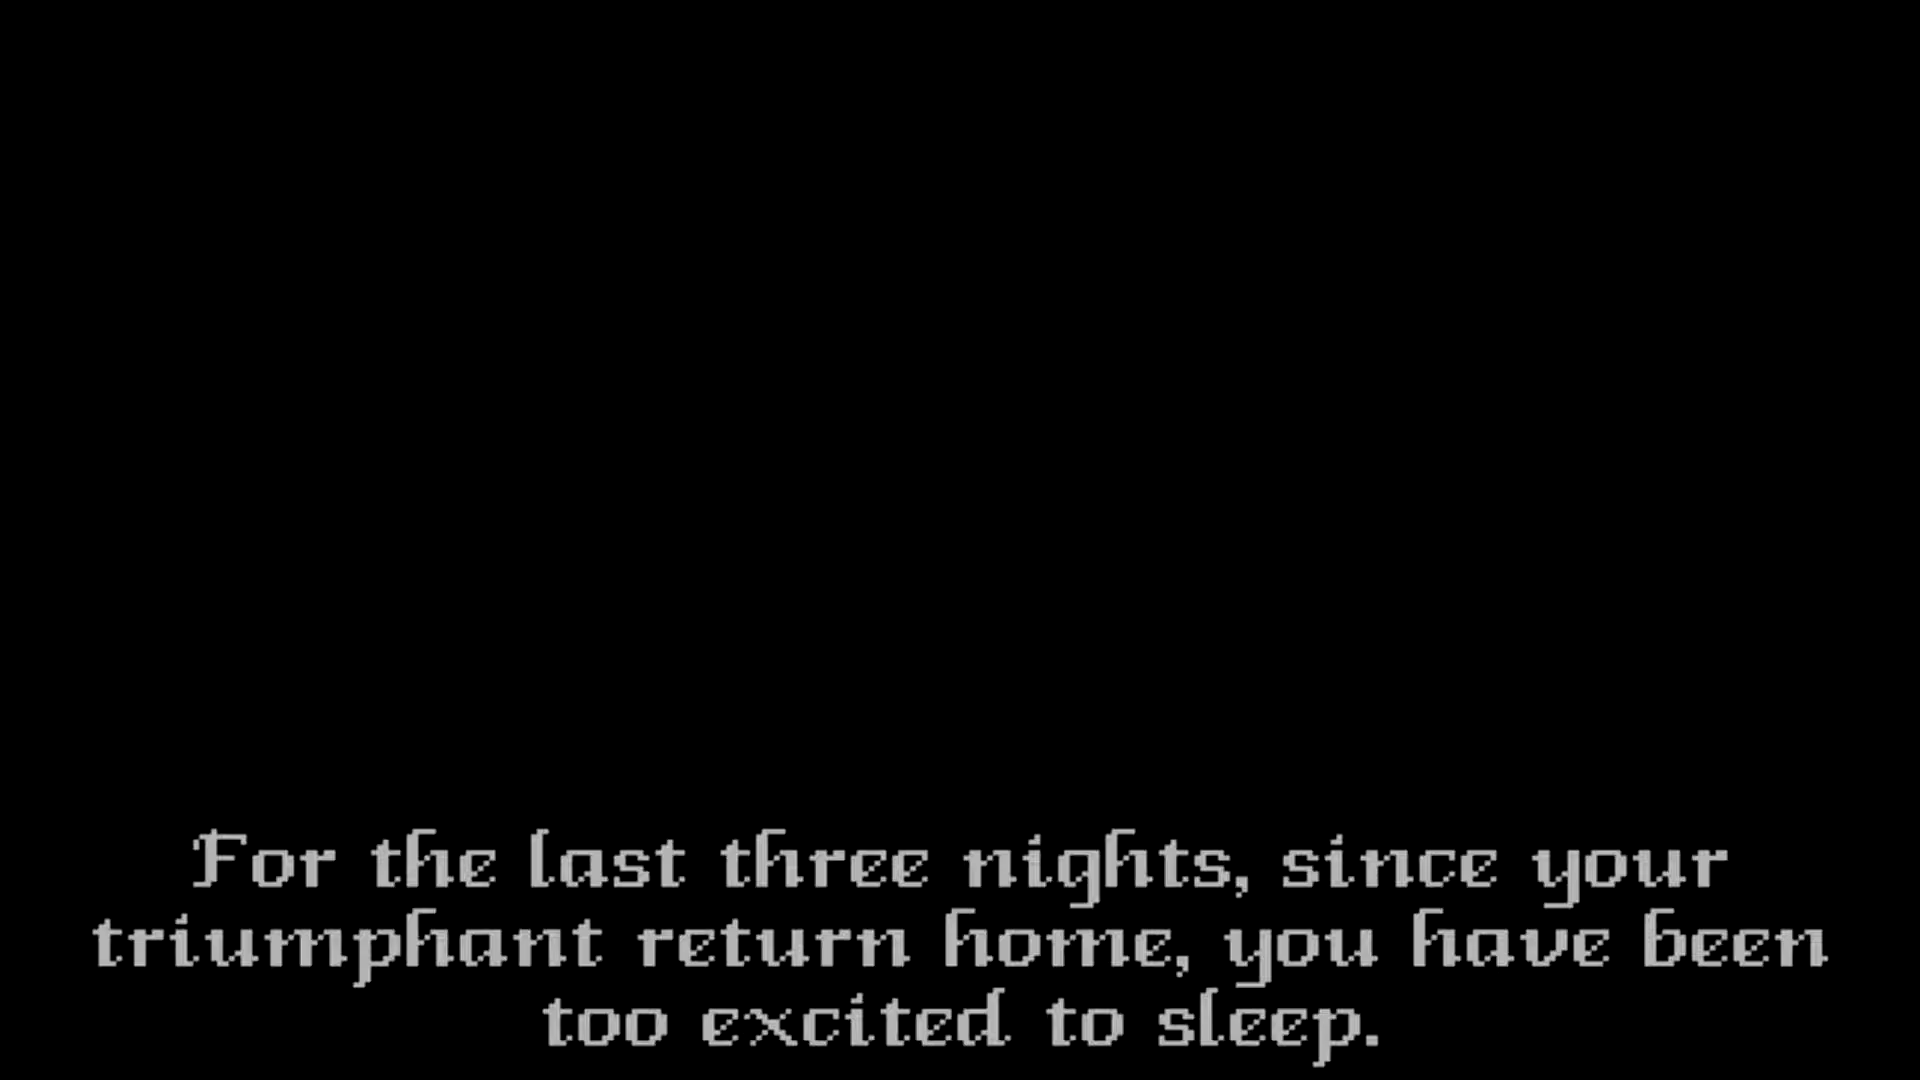 For the last three nights, since your
triumphant return home, you have been
too excited to sleep.